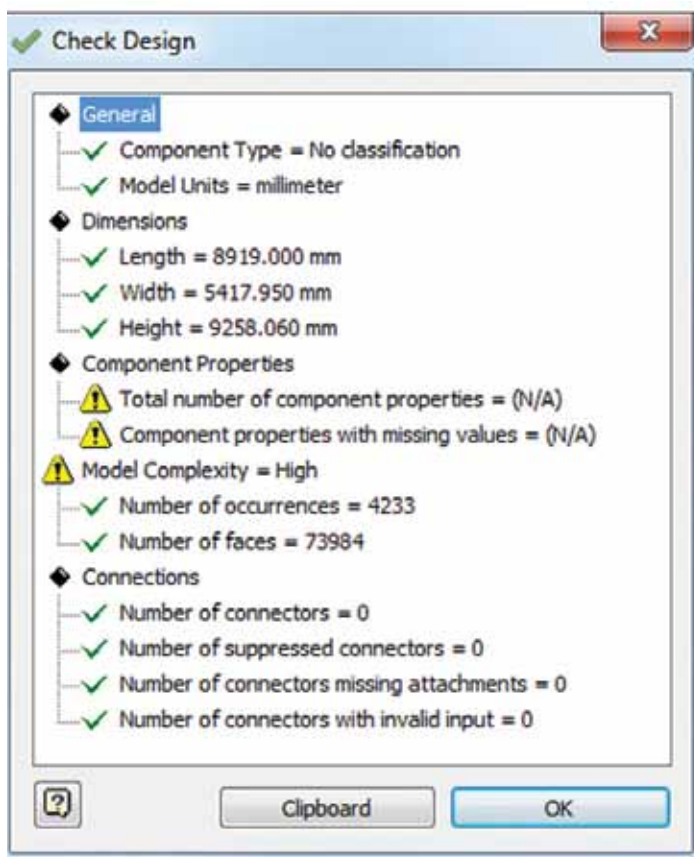 Check Design
General
Component Type = No classification
Model Units = millimeter
Dimensions
Length = 8919.000 mm
Width = 5417.950 mm
Height = 9258.060 mm
Component Properties
Total number of component properties = (N/A)
Component properties with missing values = (N/A)
Model Complexity = High
Number of occurrences = 4233
Number of faces = 73984
Connections
Number of connectors = 0
Number of suppressed connectors = 0
Number of connectors missing attachments = 0
Number of connectors with invalid input = 0
Clipboard
OK